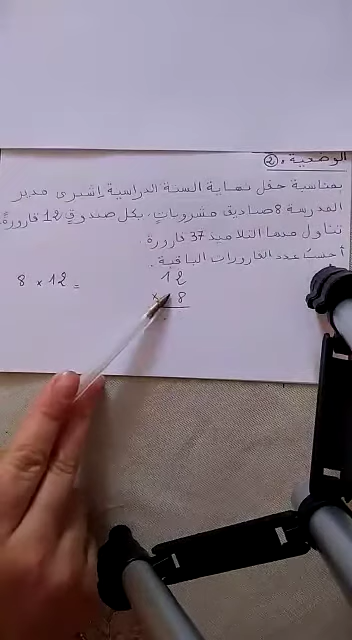 الوضعية ②
بمناسبة حفل نهاية السنة الدراسية إشترى مدير
المدرسة 8 صناديق مشروبات، بكل صندوق 12 قارورة.
تناول منها التلاميذ 37 قارورة.
أحسب عدد القارورات الباقية.
8 × 12 =
12
× 8